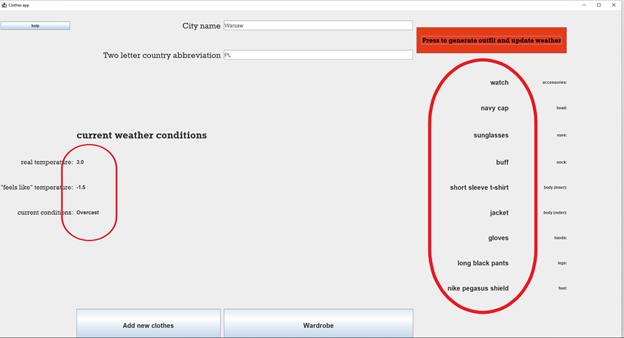 Clothes app
help
City name Warsaw
Press to generate outfit and update weather
Two letter country abbreviation PL
watch accessories:
navy cap head:
sunglasses eyes:
current weather conditions
real temperature: 3.0
buff neck:
"feels like" temperature: -1.5
short sleeve t-shirt body (inner):
current conditions: Overcast
jacket body (outer):
gloves hands:
long black pants legs:
nike pegasus shield feet:
Add new clothes Wardrobe